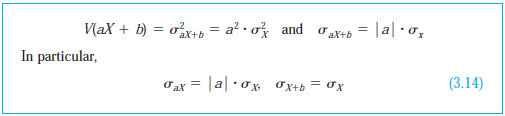 V(aX + b) = σ²_{aX+b} = a² · σ²_X and σ_{aX+b} = |a| · σ_x
In particular,
σ_{aX} = |a| · σ_X, σ_{X+b} = σ_X (3.14)